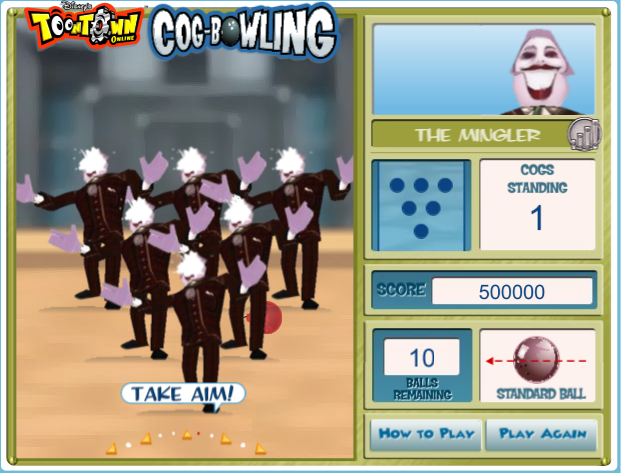 Disney's
TOONTOWN
ONLINE
COG-BOWLING
THE MINGLER
COGS
STANDING
1
SCORE 500000
10
BALLS
REMAINING
STANDARD BALL
TAKE AIM!
HOW TO PLAY
PLAY AGAIN